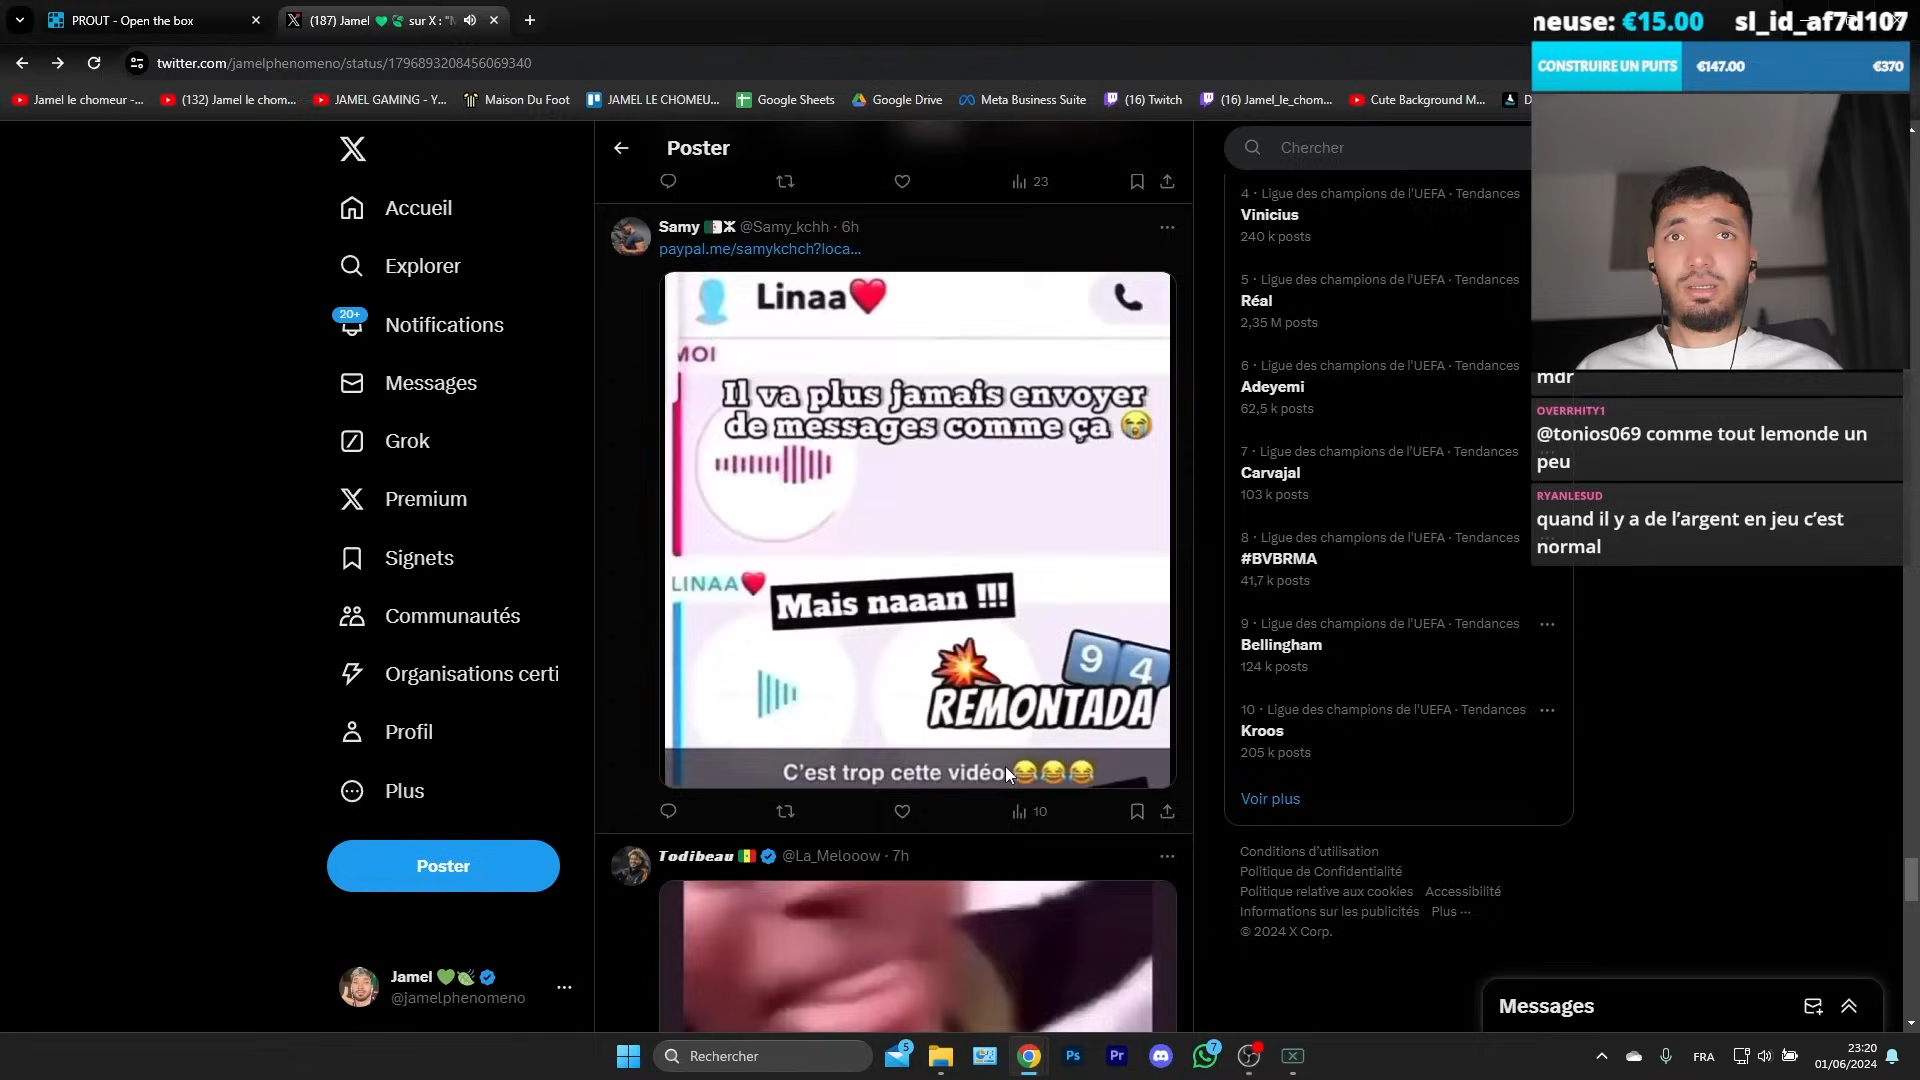 PROUT - Open the box
(187) Jamel 💚🍃 sur X : "M
neuse: €15.00 sl_id_af7d107
twitter.com/jamelphenomeno/status/1796893208456069340
CONSTRUIRE UN PUITS €147.00 €370
Jamel le chomeur -...
(132) Jamel le chom...
JAMEL GAMING - Y...
Maison Du Foot
JAMEL LE CHOMEU...
Google Sheets
Google Drive
Meta Business Suite
(16) Twitch
(16) Jamel_le_chom...
Cute Background M...
D
Accueil
Explorer
20+
Notifications
Messages
Grok
Premium
Signets
Communautés
Organisations certi
Profil
Plus
Poster
Jamel 💚🍃
@jamelphenomeno
Poster
23
Samy 🇩🇿ⵣ @Samy_kchh · 6h
paypal.me/samykchch?loca...
Linaa❤️
MOI
Il va plus jamais envoyer
de messages comme ça 😭
LINAA❤️
Mais naaan !!!
9 4
REMONTADA
C'est trop cette vidéo😂😂😂
10
Todibeau 🇸🇳 @La_Melooow · 7h
Chercher
4 · Ligue des champions de l'UEFA · Tendances
Vinicius
240 k posts
5 · Ligue des champions de l'UEFA · Tendances
Réal
2,35 M posts
6 · Ligue des champions de l'UEFA · Tendances
Adeyemi
62,5 k posts
7 · Ligue des champions de l'UEFA · Tendances
Carvajal
103 k posts
8 · Ligue des champions de l'UEFA · Tendances
#BVBRMA
41,7 k posts
9 · Ligue des champions de l'UEFA · Tendances
Bellingham
124 k posts
10 · Ligue des champions de l'UEFA · Tendances
Kroos
205 k posts
Voir plus
Conditions d'utilisation
Politique de Confidentialité
Politique relative aux cookies Accessibilité
Informations sur les publicités Plus ···
© 2024 X Corp.
mdr
OVERRHITY1
@tonios069 comme tout lemonde un
peu
RYANLESUD
quand il y a de l'argent en jeu c'est
normal
Messages
Rechercher
5
Ps
Pr
7
FRA
23:20
01/06/2024